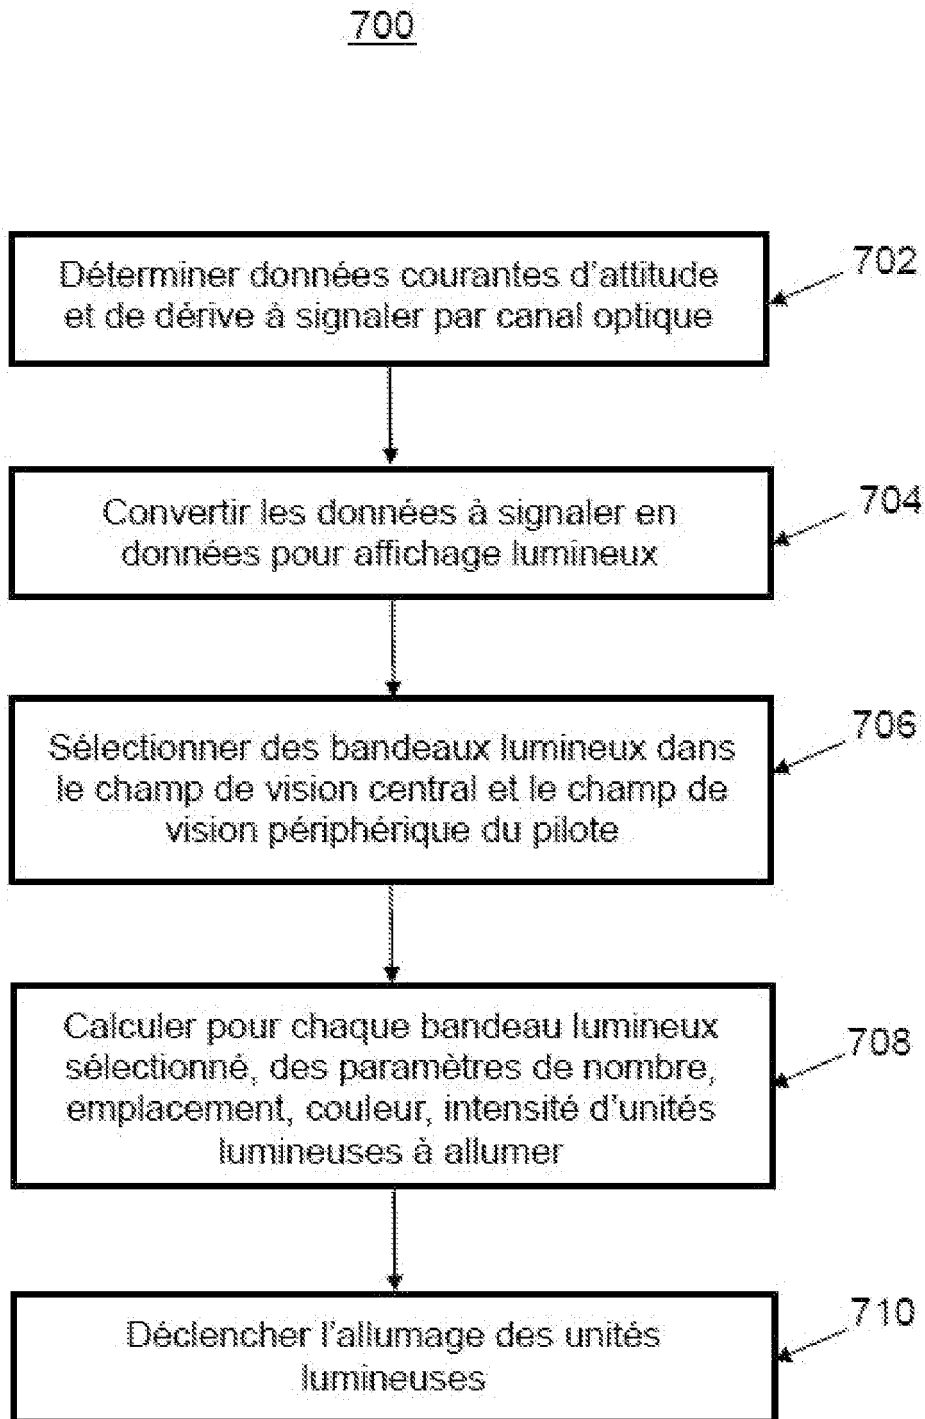 700
Déterminer données courantes d'attitude
et de dérive à signaler par canal optique
702
Convertir les données à signaler en
données pour affichage lumineux
704
Sélectionner des bandeaux lumineux dans
le champ de vision central et le champ de
vision périphérique du pilote
706
Calculer pour chaque bandeau lumineux
sélectionné, des paramètres de nombre,
emplacement, couleur, intensité d'unités
lumineuses à allumer
708
Déclencher l'allumage des unités
lumineuses
710